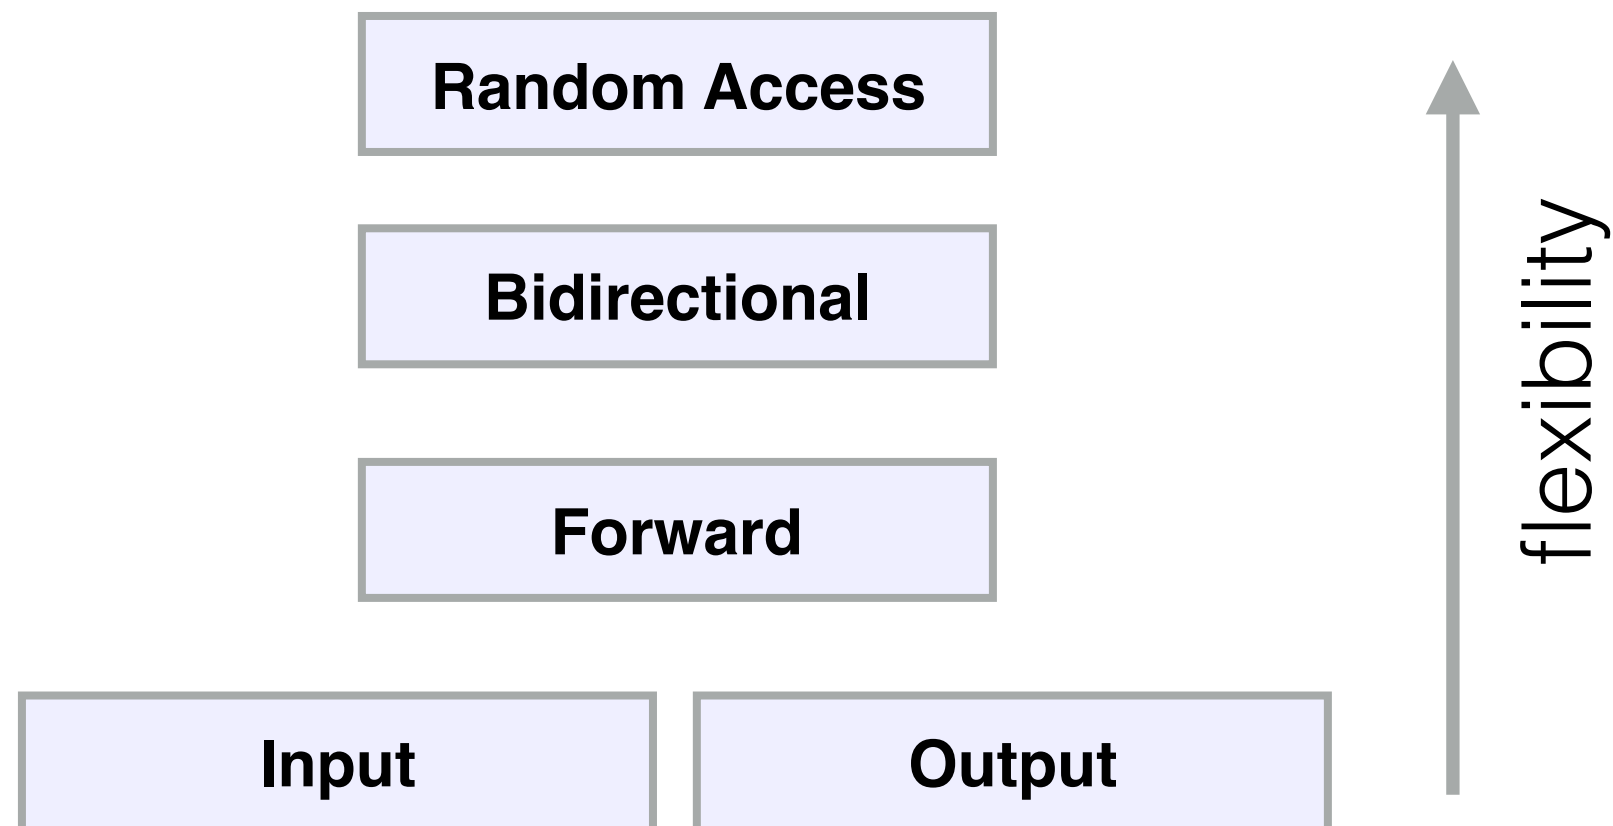 Random Access
Bidirectional
Forward
Input
Output
flexibility